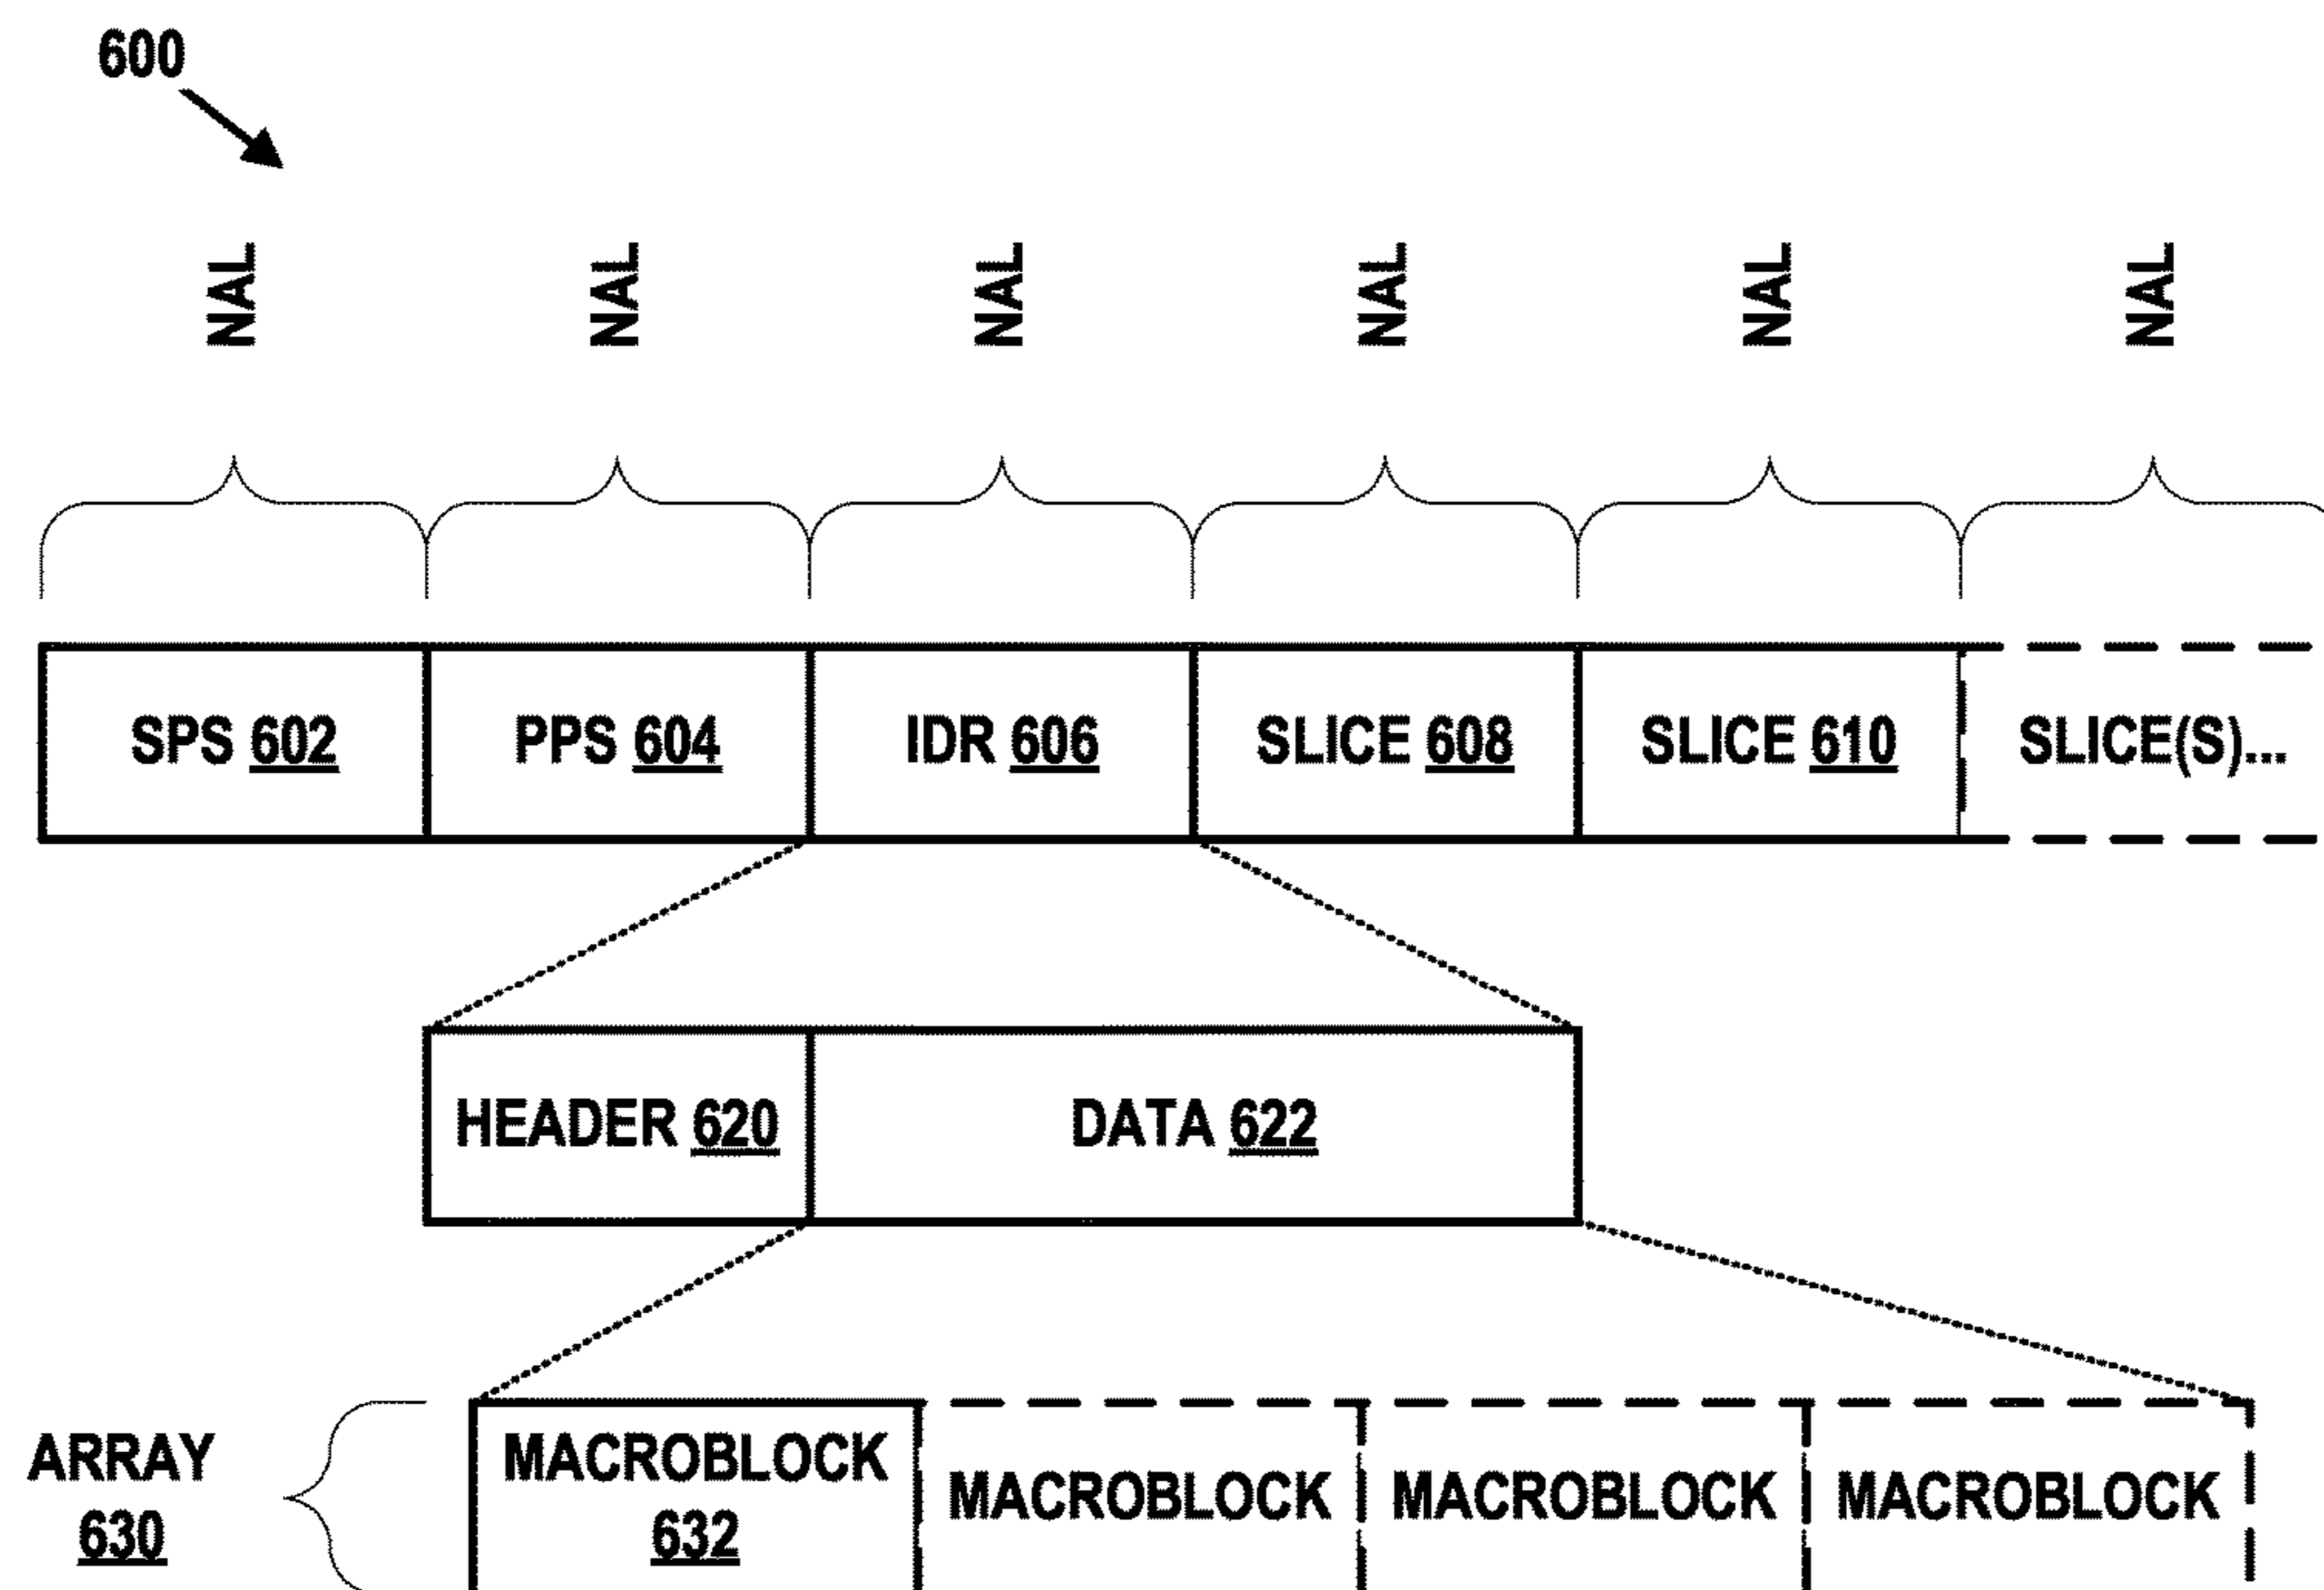 600
NAL NAL NAL NAL NAL NAL
SPS 602 PPS 604 IDR 606 SLICE 608 SLICE 610 SLICE(S)...
HEADER 620 DATA 622
ARRAY
630
MACROBLOCK
632
MACROBLOCK MACROBLOCK MACROBLOCK